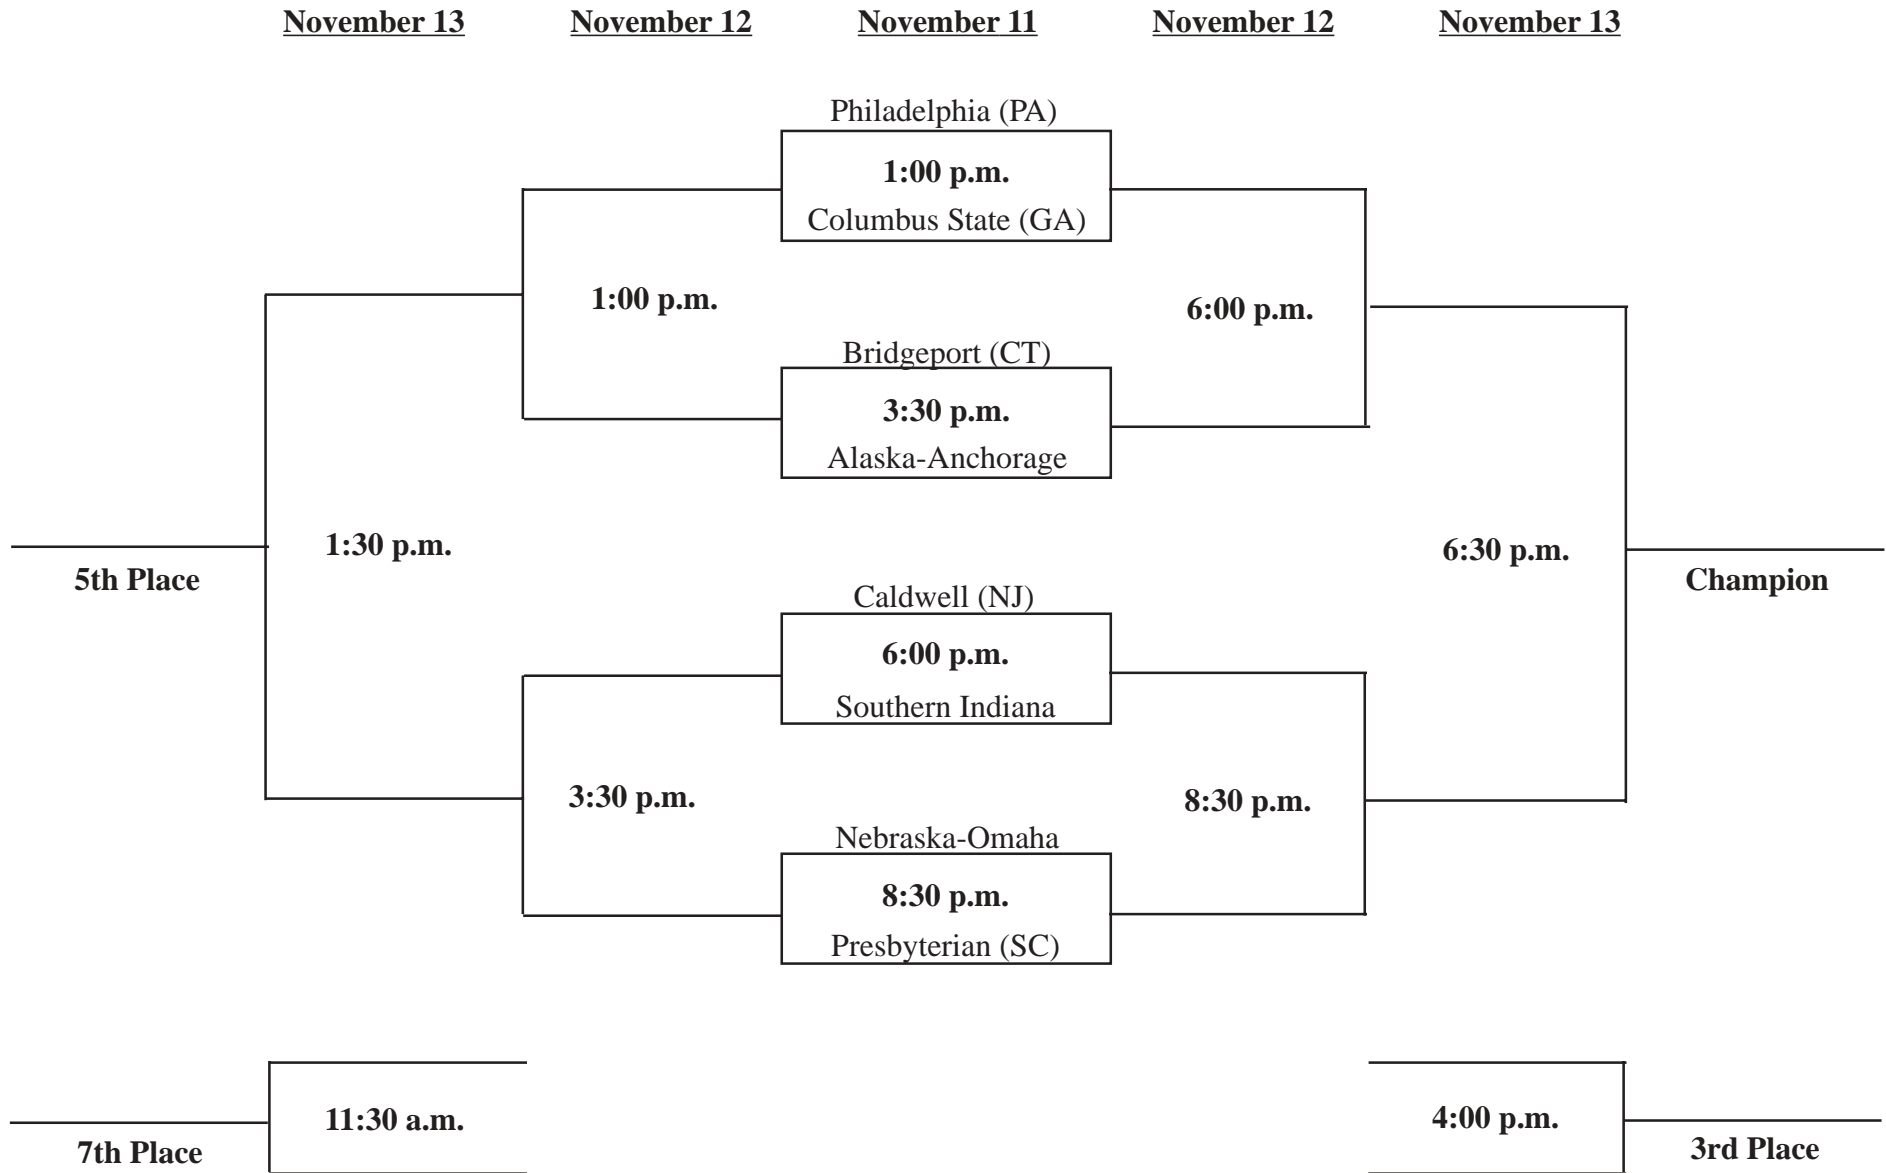 November 13
November 12
November 11
November 12
November 13
Philadelphia (PA)
1:00 p.m.
Columbus State (GA)
1:00 p.m.
6:00 p.m.
Bridgeport (CT)
3:30 p.m.
Alaska-Anchorage
1:30 p.m.
6:30 p.m.
5th Place
Champion
Caldwell (NJ)
6:00 p.m.
Southern Indiana
3:30 p.m.
8:30 p.m.
Nebraska-Omaha
8:30 p.m.
Presbyterian (SC)
11:30 a.m.
4:00 p.m.
7th Place
3rd Place